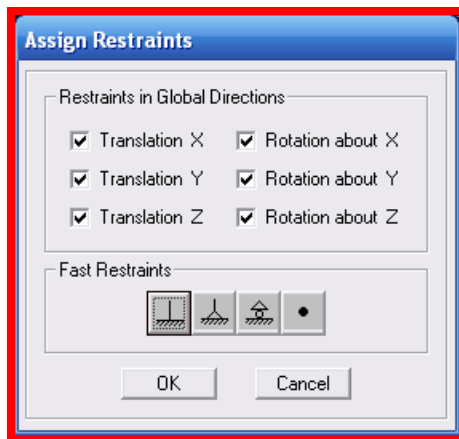 Assign Restraints
Restraints in Global Directions
Translation X Rotation about X
Translation Y Rotation about Y
Translation Z Rotation about Z
Fast Restraints
OK Cancel